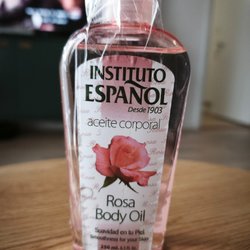 INSTITUTO
ESPAÑOL
Desde 1903
aceite corporal
Rosa
Body Oil
Suavidad en tu Piel
Smoothness for your Skin